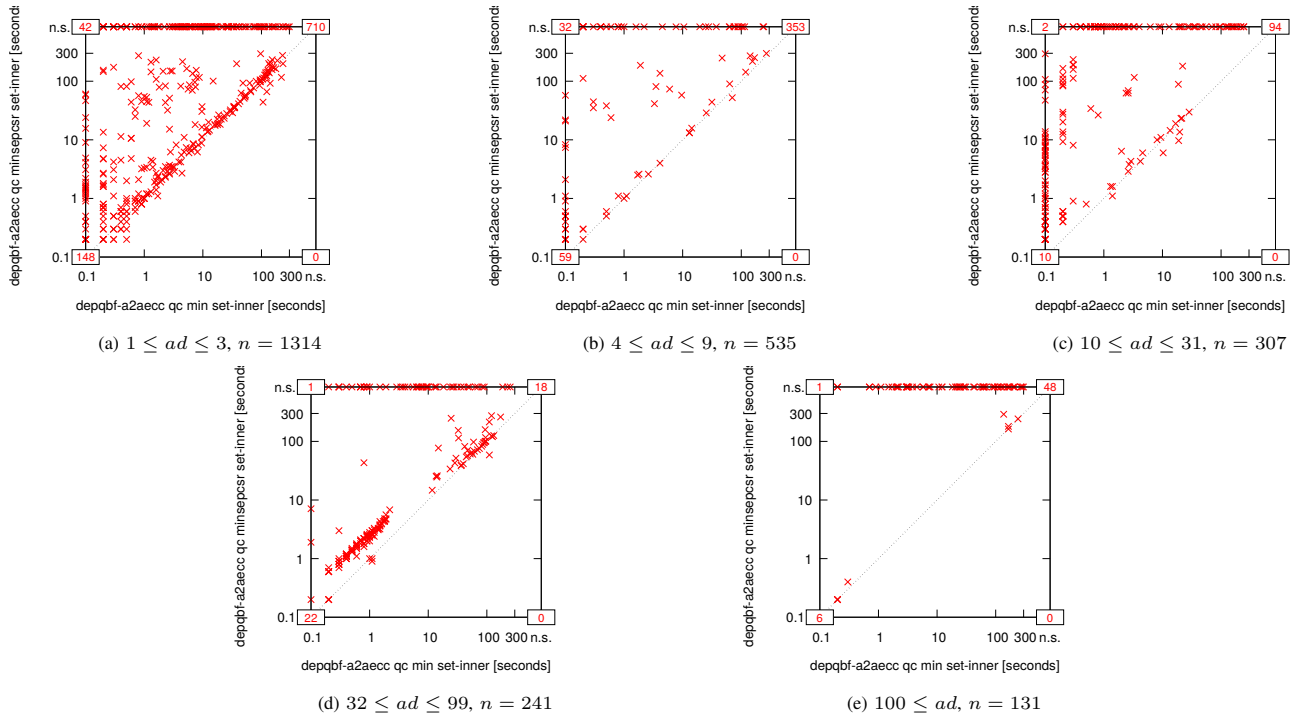 depqbf-a2aecc qc minsepcsr set-inner [seconds]
n.s. 42 710
300
100
10
1
0.1 148 0
0.1 1 10 100 300 n.s.
depqbf-a2aecc qc min set-inner [seconds]
(a) 1 ≤ ad ≤ 3, n = 1314
depqbf-a2aecc qc minsepcsr set-inner [seconds]
n.s. 32 353
300
100
10
1
0.1 59 0
0.1 1 10 100 300 n.s.
depqbf-a2aecc qc min set-inner [seconds]
(b) 4 ≤ ad ≤ 9, n = 535
depqbf-a2aecc qc minsepcsr set-inner [seconds]
n.s. 2 94
300
100
10
1
0.1 10 0
0.1 1 10 100 300 n.s.
depqbf-a2aecc qc min set-inner [seconds]
(c) 10 ≤ ad ≤ 31, n = 307
depqbf-a2aecc qc minsepcsr set-inner [second
n.s. 1 18
300
100
10
1
0.1 22 0
0.1 1 10 100 300 n.s.
depqbf-a2aecc qc min set-inner [seconds]
(d) 32 ≤ ad ≤ 99, n = 241
depqbf-a2aecc qc minsepcsr set-inner [second
n.s. 1 48
300
100
10
1
0.1 6 0
0.1 1 10 100 300 n.s.
depqbf-a2aecc qc min set-inner [seconds]
(e) 100 ≤ ad, n = 131